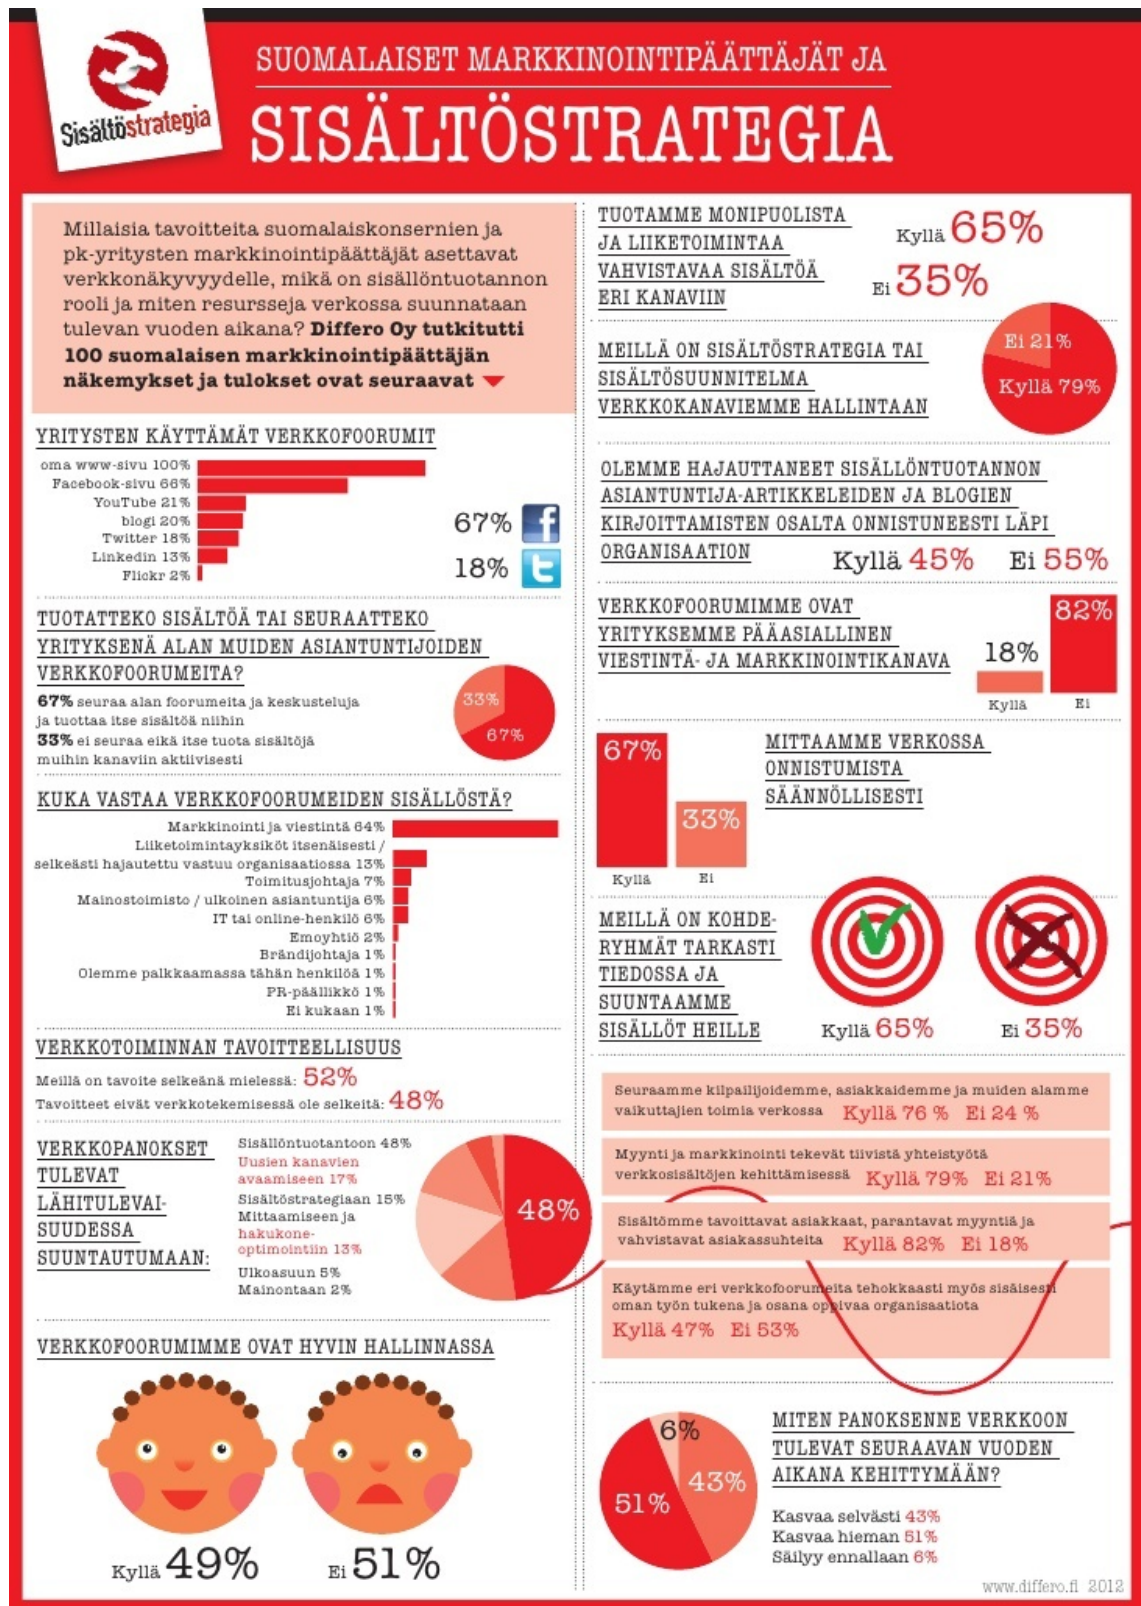 Sisältöstrategia
SUOMALAISET MARKKINOINTIPÄÄTTÄJÄT JA
SISÄLTÖSTRATEGIA
Millaisia tavoitteita suomalaiskonsernien ja
pk-yritysten markkinointipäättäjät asettavat
verkkonäkyvyydelle, mikä on sisällöntuotannon
rooli ja miten resursseja verkossa suunnataan
tulevan vuoden aikana? Differo Oy tutkitutti
100 suomalaisen markkinointipäättäjän
näkemykset ja tulokset ovat seuraavat
YRITYSTEN KÄYTTÄMÄT VERKKOFOORUMIT
oma www-sivu 100%
Facebook-sivu 66%
YouTube 21%
blogi 20%
Twitter 18%
Linkedin 13%
Flickr 2%
67% f
18% t
TUOTATTEKO SISÄLTÖÄ TAI SEURAATTEKO
YRITYKSENÄ ALAN MUIDEN ASIANTUNTIJOIDEN
VERKKOFOORUMEITA?
67% seuraa alan foorumeita ja keskusteluja
ja tuottaa itse sisältöä niihin
33% ei seuraa eikä itse tuota sisältöjä
muihin kanaviin aktiivisesti
33%
67%
KUKA VASTAA VERKKOFOORUMEIDEN SISÄLLÖSTÄ?
Markkinointi ja viestintä 64%
Liiketoimintayksiköt itsenäisesti /
selkeästi hajautettu vastuu organisaatiossa 13%
Toimitusjohtaja 7%
Mainostoimisto / ulkoinen asiantuntija 6%
IT tai online-henkilö 6%
Emoyhtiö 2%
Brändijohtaja 1%
Olemme palkkaamassa tähän henkilöä 1%
PR-päällikkö 1%
Ei kukaan 1%
VERKKOTOIMINNAN TAVOITTEELLISUUS
Meillä on tavoite selkeänä mielessä: 52%
Tavoitteet eivät verkkotekemisessä ole selkeitä: 48%
VERKKOPANOKSET
TULEVAT
LÄHITULEVAI-
SUUDESSA
SUUNTAUTUMAAN:
Sisällöntuotantoon 48%
Uusien kanavien
avaamiseen 17%
Sisältöstrategiaan 15%
Mittaamiseen ja
hakukone-
optimointiin 13%
Ulkoasuun 5%
Mainontaan 2%
48%
VERKKOFOORUMIMME OVAT HYVIN HALLINNASSA
Kyllä 49% Ei 51%
TUOTAMME MONIPUOLISTA
JA LIIKETOIMINTAA
VAHVISTAVAA SISÄLTÖÄ
ERI KANAVIIN
Kyllä 65%
Ei 35%
MEILLÄ ON SISÄLTÖSTRATEGIA TAI
SISÄLTÖSUUNNITELMA
VERKKOKANAVIEMME HALLINTAAN
Ei 21%
Kyllä 79%
OLEMME HAJAUTTANEET SISÄLLÖNTUOTANNON
ASIANTUNTIJA-ARTIKKELEIDEN JA BLOGIEN
KIRJOITTAMISTEN OSALTA ONNISTUNEESTI LÄPI
ORGANISAATION Kyllä 45% Ei 55%
VERKKOFOORUMIMME OVAT
YRITYKSEMME PÄÄASIALLINEN
VIESTINTÄ- JA MARKKINOINTIKANAVA
18% 82%
Kyllä Ei
67% 33%
Kyllä Ei
MITTAAMME VERKOSSA
ONNISTUMISTA
SÄÄNNÖLLISESTI
MEILLÄ ON KOHDE-
RYHMÄT TARKASTI
TIEDOSSA JA
SUUNTAAMME
SISÄLLÖT HEILLE
Kyllä 65% Ei 35%
Seuraamme kilpailijoidemme, asiakkaidemme ja muiden alamme
vaikuttajien toimia verkossa Kyllä 76 % Ei 24 %
Myynti ja markkinointi tekevät tiivistä yhteistyötä
verkkosisältöjen kehittämisessä Kyllä 79% Ei 21%
Sisältömme tavoittavat asiakkaat, parantavat myyntiä ja
vahvistavat asiakassuhteita Kyllä 82% Ei 18%
Käytämme eri verkkofoorumeita tehokkaasti myös sisäisesti
oman työn tukena ja osana oppivaa organisaatiota
Kyllä 47% Ei 53%
6%
43%
51%
MITEN PANOKSENNE VERKKOON
TULEVAT SEURAAVAN VUODEN
AIKANA KEHITTYMÄÄN?
Kasvaa selvästi 43%
Kasvaa hieman 51%
Säilyy ennallaan 6%
www.differo.fi 2012